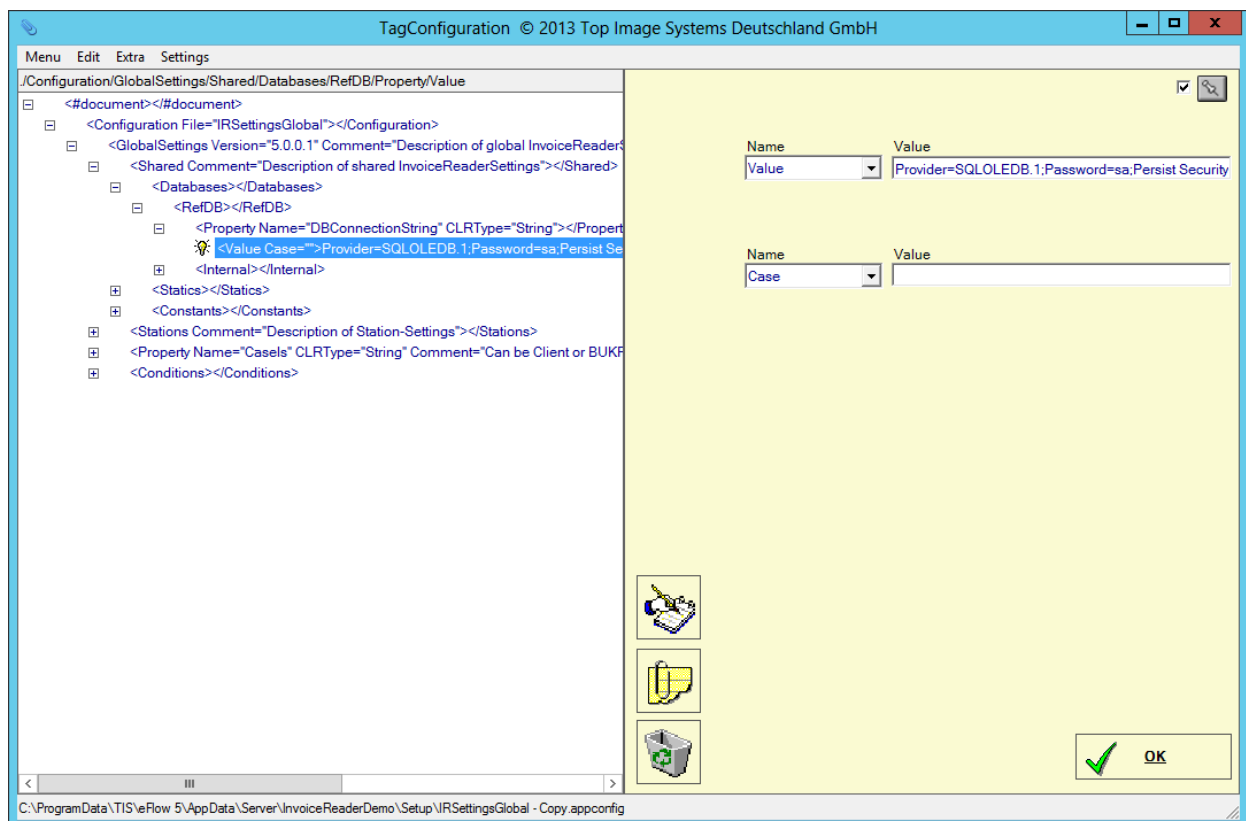 TagConfiguration © 2013 Top Image Systems Deutschland GmbH
Menu Edit Extra Settings
./Configuration/GlobalSettings/Shared/Databases/RefDB/Property/Value
<#document></#document>
<Configuration File="IRSettingsGlobal"></Configuration>
<GlobalSettings Version="5.0.0.1" Comment="Description of global InvoiceReaderS
<Shared Comment="Description of shared InvoiceReaderSettings"></Shared>
<Databases></Databases>
<RefDB></RefDB>
<Property Name="DBConnectionString" CLRType="String"></Propert
<Value Case="">Provider=SQLOLEDB.1;Password=sa;Persist Se
<Internal></Internal>
<Statics></Statics>
<Constants></Constants>
<Stations Comment="Description of Station-Settings"></Stations>
<Property Name="CaseIs" CLRType="String" Comment="Can be Client or BUKR
<Conditions></Conditions>
Name Value
Value Provider=SQLOLEDB.1;Password=sa;Persist Security
Name Value
Case
OK
C:\ProgramData\TIS\eFlow 5\AppData\Server\InvoiceReaderDemo\Setup\IRSettingsGlobal - Copy.appconfig